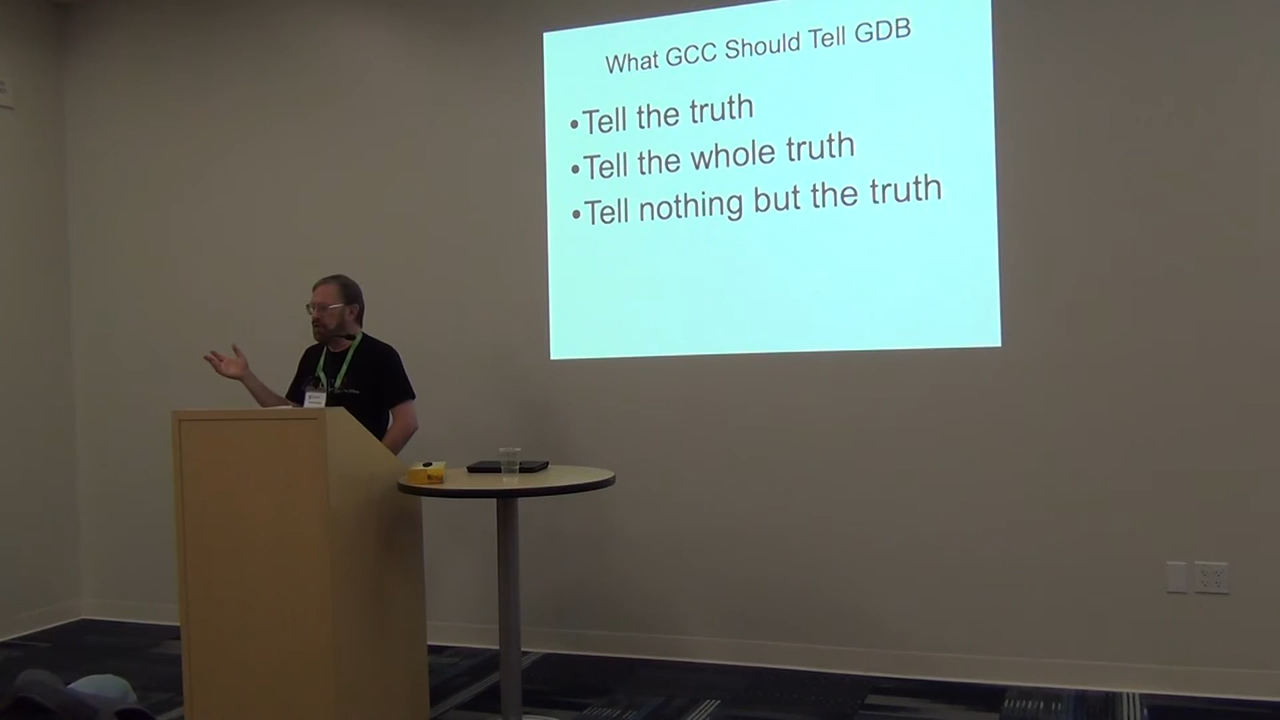 What GCC Should Tell GDB
•Tell the truth
•Tell the whole truth
•Tell nothing but the truth